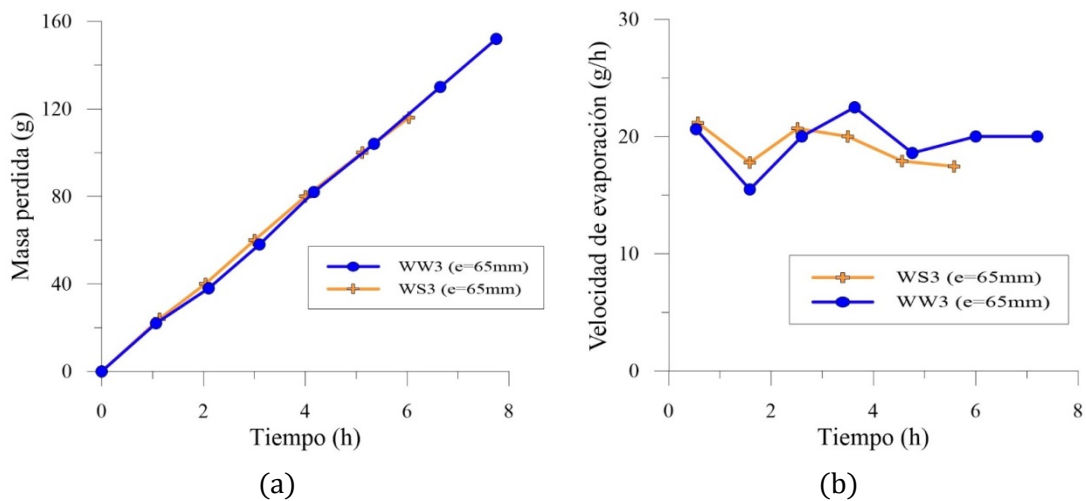 160
120
80
40
0
Masa perdida (g)
WW3 (e=65mm)
WS3 (e=65mm)
0 2 4 6 8
Tiempo (h)
(a)
30
20
10
0
Velocidad de evaporación (g/h)
WS3 (e=65mm)
WW3 (e=65mm)
0 2 4 6 8
Tiempo (h)
(b)